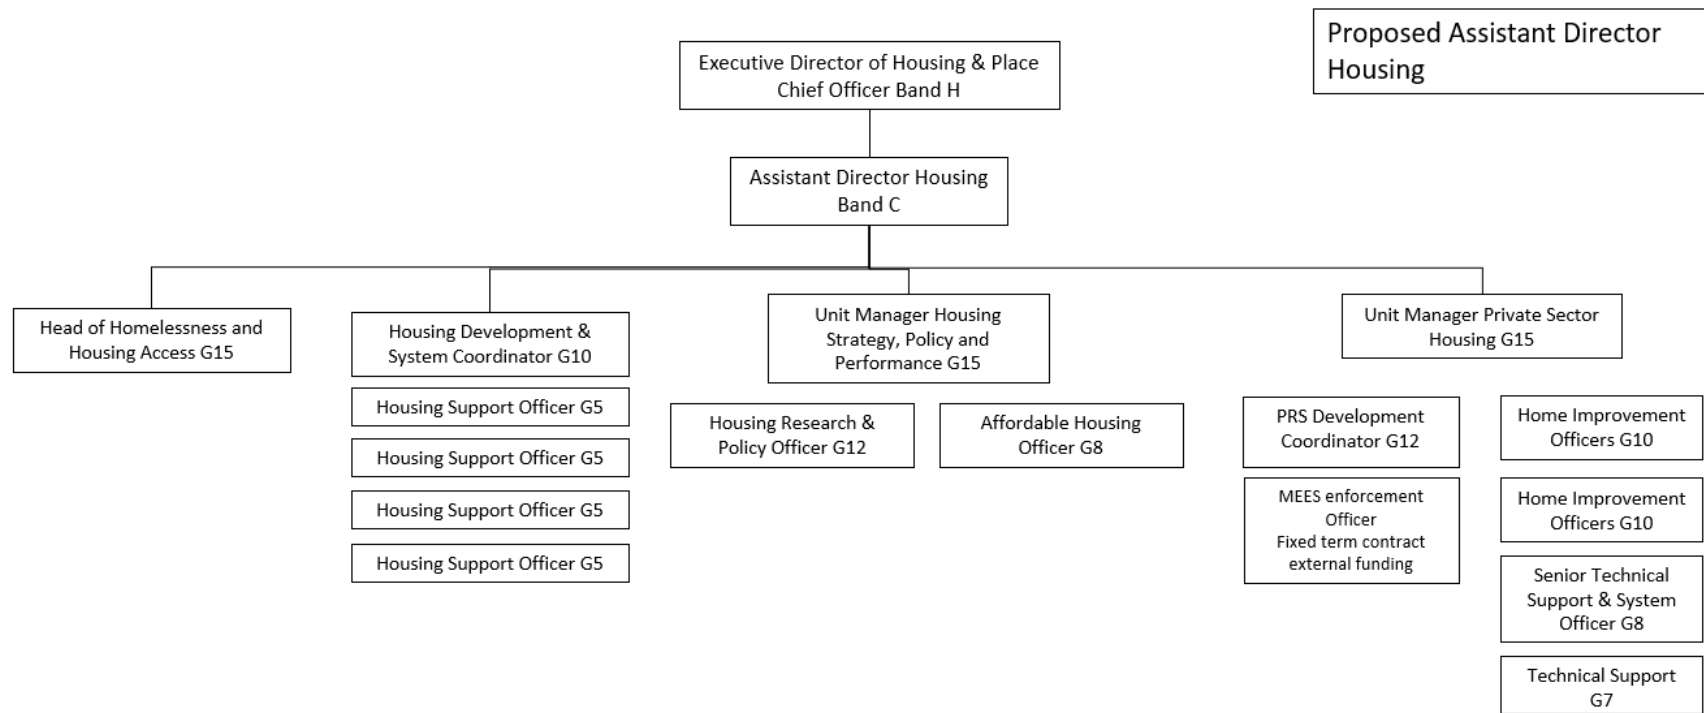 Proposed Assistant Director
Housing
Executive Director of Housing & Place
Chief Officer Band H
Assistant Director Housing
Band C
Head of Homelessness and
Housing Access G15
Housing Development &
System Coordinator G10
Housing Support Officer G5
Housing Support Officer G5
Housing Support Officer G5
Housing Support Officer G5
Unit Manager Housing
Strategy, Policy and
Performance G15
Housing Research &
Policy Officer G12
Affordable Housing
Officer G8
Unit Manager Private Sector
Housing G15
PRS Development
Coordinator G12
MEES enforcement
Officer
Fixed term contract
external funding
Home Improvement
Officers G10
Home Improvement
Officers G10
Senior Technical
Support & System
Officer G8
Technical Support
G7